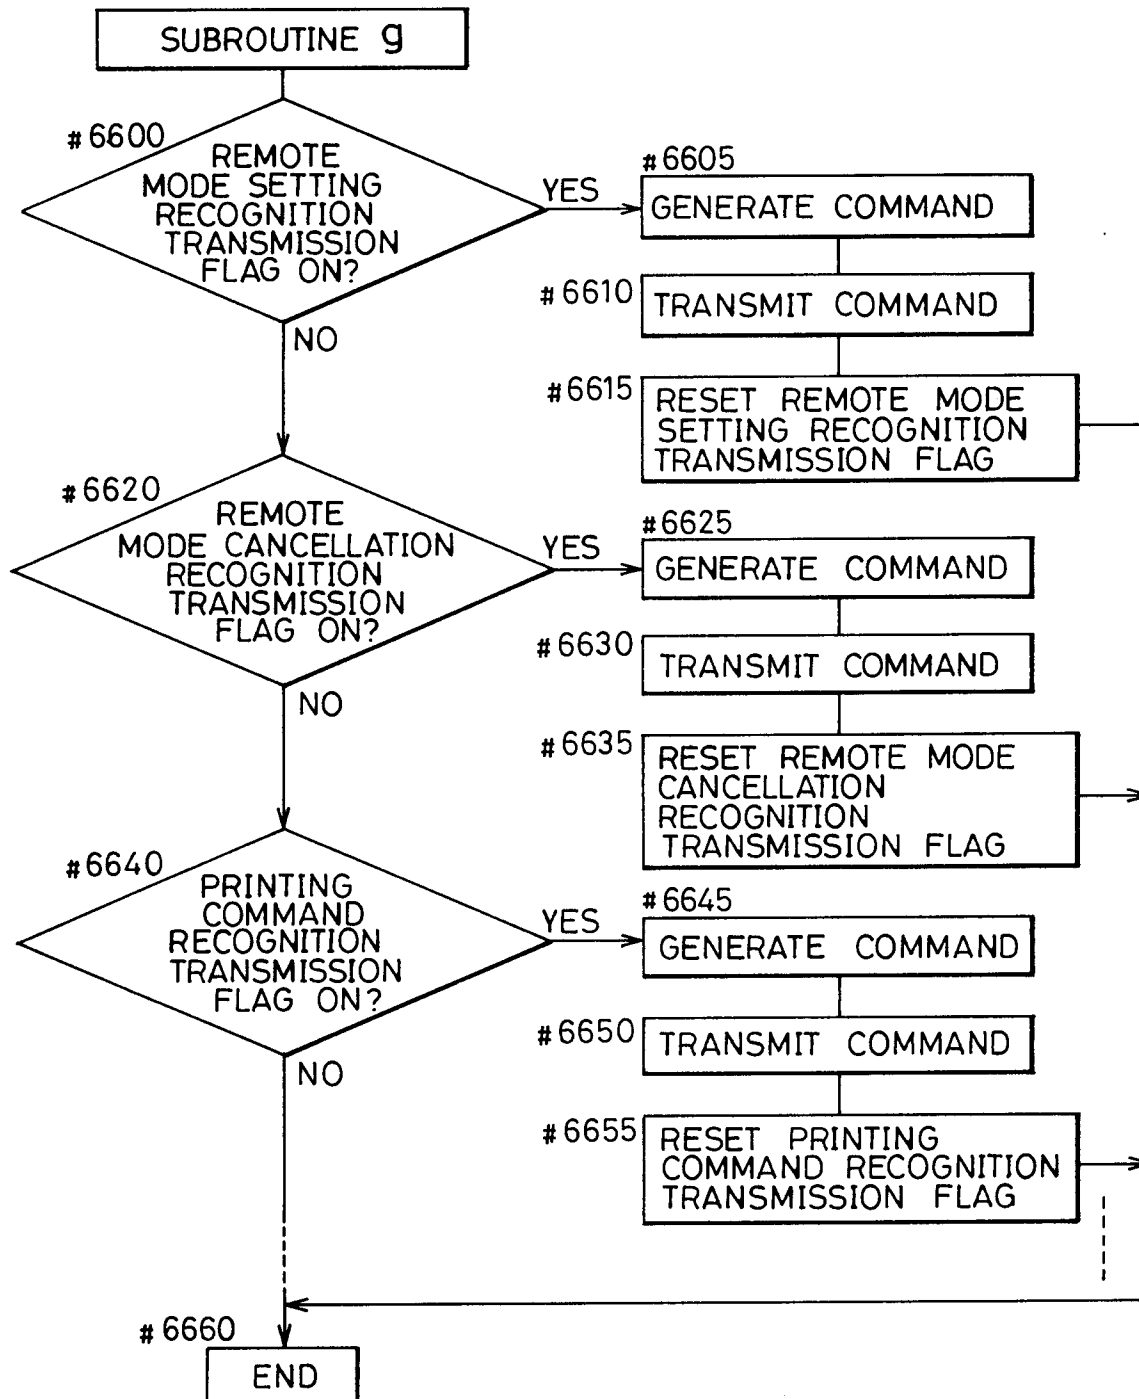 SUBROUTINE g
#6600
REMOTE
MODE SETTING
RECOGNITION
TRANSMISSION
FLAG ON?
YES
NO
#6605
GENERATE COMMAND
#6610
TRANSMIT COMMAND
#6615
RESET REMOTE MODE
SETTING RECOGNITION
TRANSMISSION FLAG
#6620
REMOTE
MODE CANCELLATION
RECOGNITION
TRANSMISSION
FLAG ON?
YES
NO
#6625
GENERATE COMMAND
#6630
TRANSMIT COMMAND
#6635
RESET REMOTE MODE
CANCELLATION
RECOGNITION
TRANSMISSION FLAG
#6640
PRINTING
COMMAND
RECOGNITION
TRANSMISSION
FLAG ON?
YES
NO
#6645
GENERATE COMMAND
#6650
TRANSMIT COMMAND
#6655
RESET PRINTING
COMMAND RECOGNITION
TRANSMISSION FLAG
#6660
END